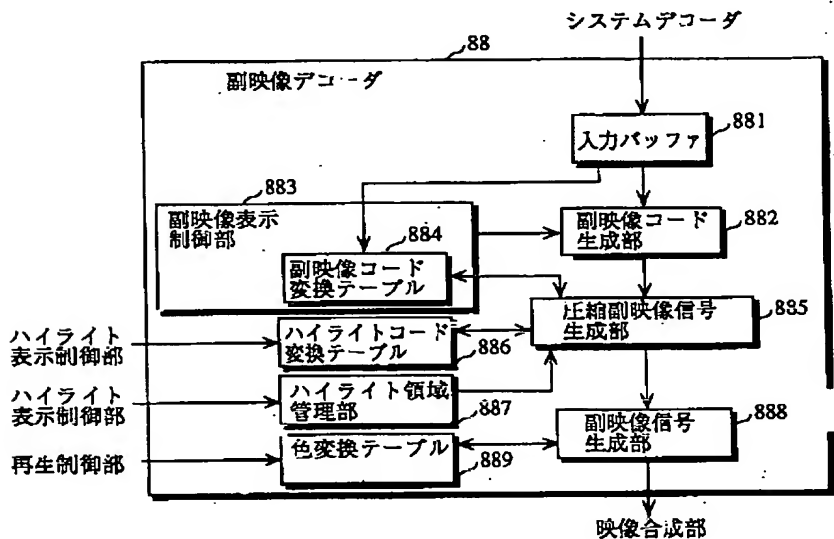 システムデコーダ
88
副映像デコーダ
881
入力バッファ
883
副映像表示
制御部
884
副映像コード
変換テーブル
副映像コード
生成部
882
圧縮副映像信号
生成部
885
ハイライト
表示制御部
ハイライトコード
変換テーブル
886
ハイライト
表示制御部
ハイライト領域
管理部
887
副映像信号
生成部
888
再生制御部
色変換テーブル
889
映像合成部